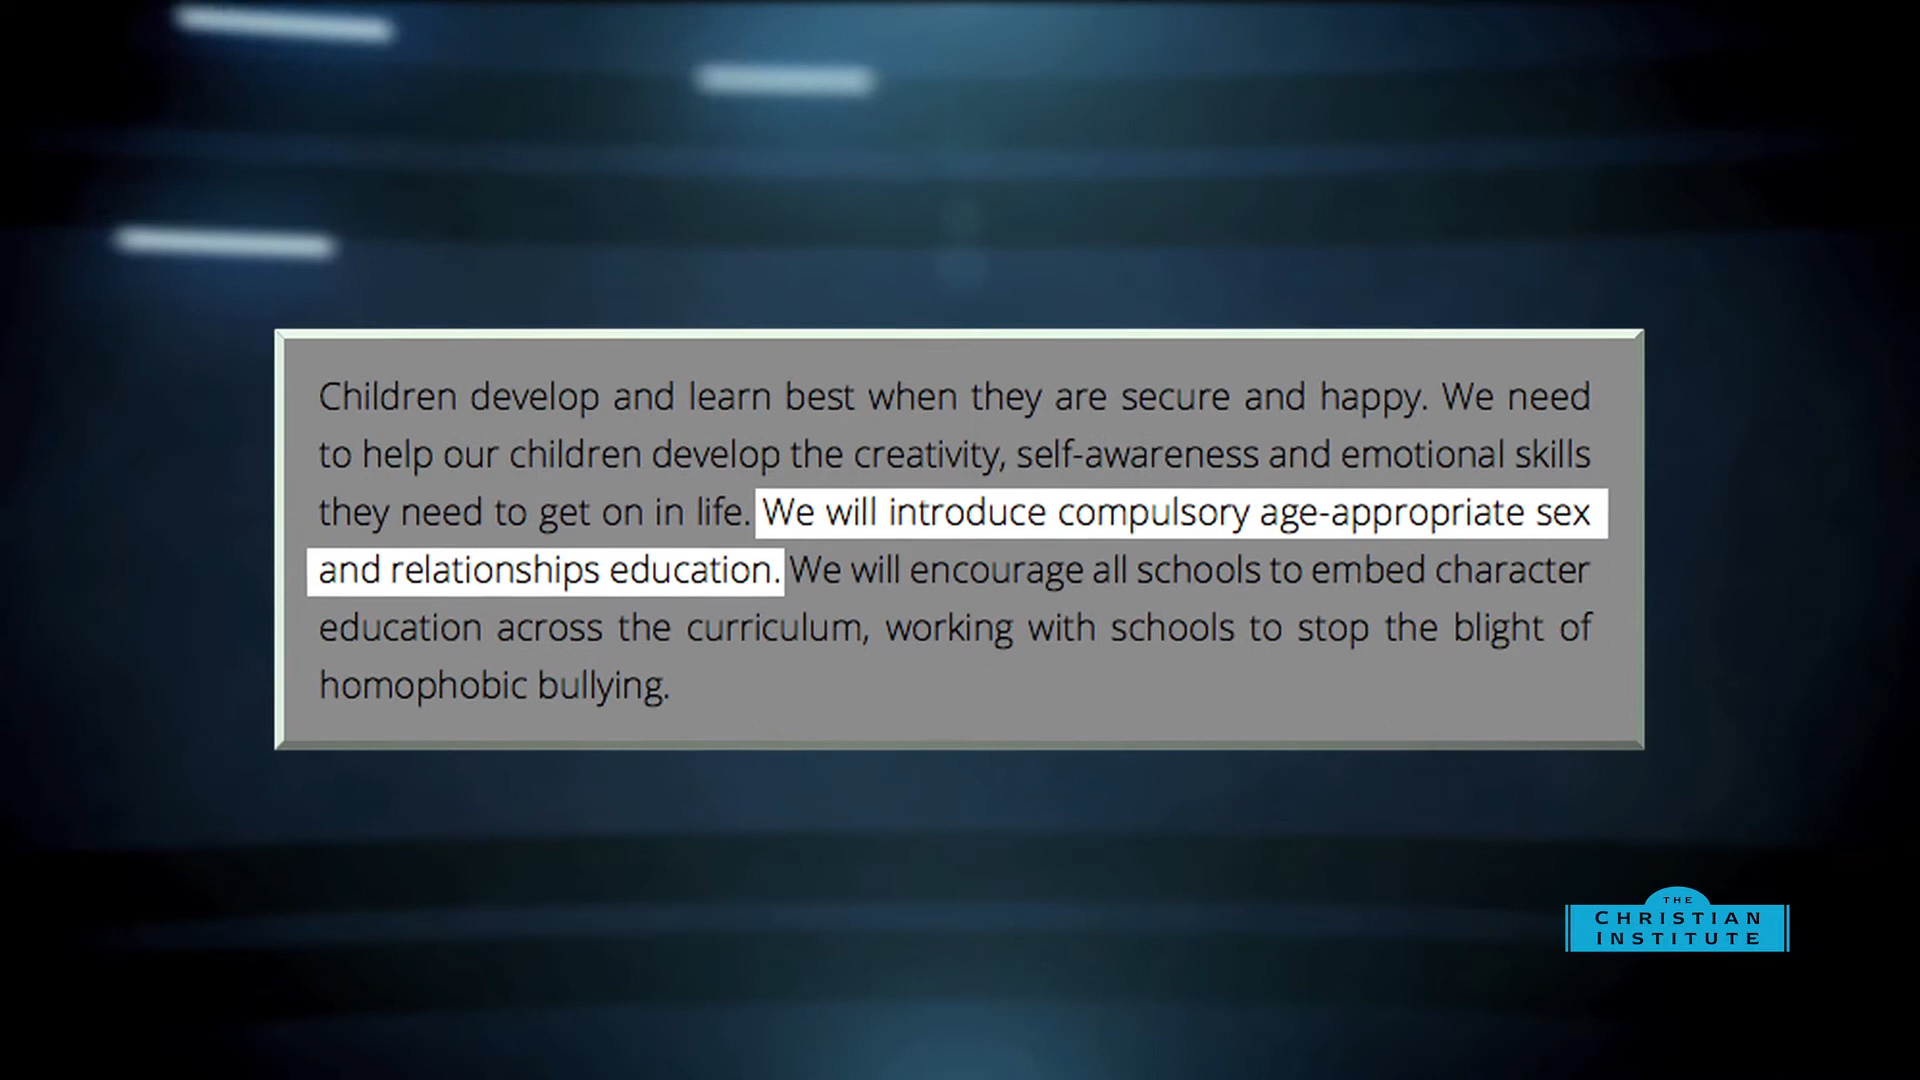 Children develop and learn best when they are secure and happy. We need
to help our children develop the creativity, self-awareness and emotional skills
they need to get on in life. We will introduce compulsory age-appropriate sex
and relationships education. We will encourage all schools to embed character
education across the curriculum, working with schools to stop the blight of
homophobic bullying.
THE
CHRISTIAN
INSTITUTE